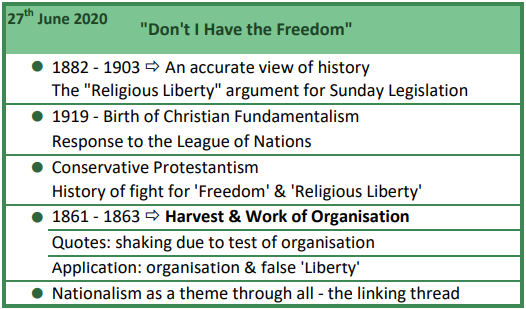 27th June 2020
"Don't I Have the Freedom"
● 1882 - 1903 ⇨ An accurate view of history
The "Religious Liberty" argument for Sunday Legislation
● 1919 - Birth of Christian Fundamentalism
Response to the League of Nations
● Conservative Protestantism
History of fight for 'Freedom' & 'Religious Liberty'
● 1861 - 1863 ⇨ Harvest & Work of Organisation
Quotes: shaking due to test of organisation
Application: organisation & false 'Liberty'
● Nationalism as a theme through all - the linking thread